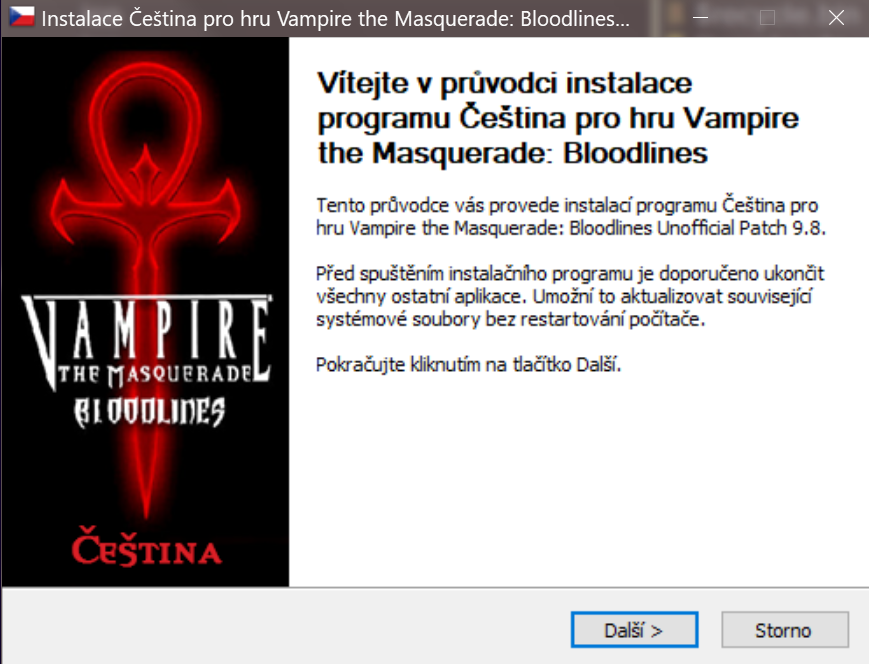 Instalace Čeština pro hru Vampire the Masquerade: Bloodlines...
Vítejte v průvodci instalace
programu Čeština pro hru Vampire
the Masquerade: Bloodlines
Tento průvodce vás provede instalací programu Čeština pro
hru Vampire the Masquerade: Bloodlines Unofficial Patch 9.8.
Před spuštěním instalačního programu je doporučeno ukončit
všechny ostatní aplikace. Umožní to aktualizovat související
systémové soubory bez restartování počítače.
Pokračujte kliknutím na tlačítko Další.
VAMPIRE
THE MASQUERADE
BLOODLINES
ČEŠTINA
Další >
Storno